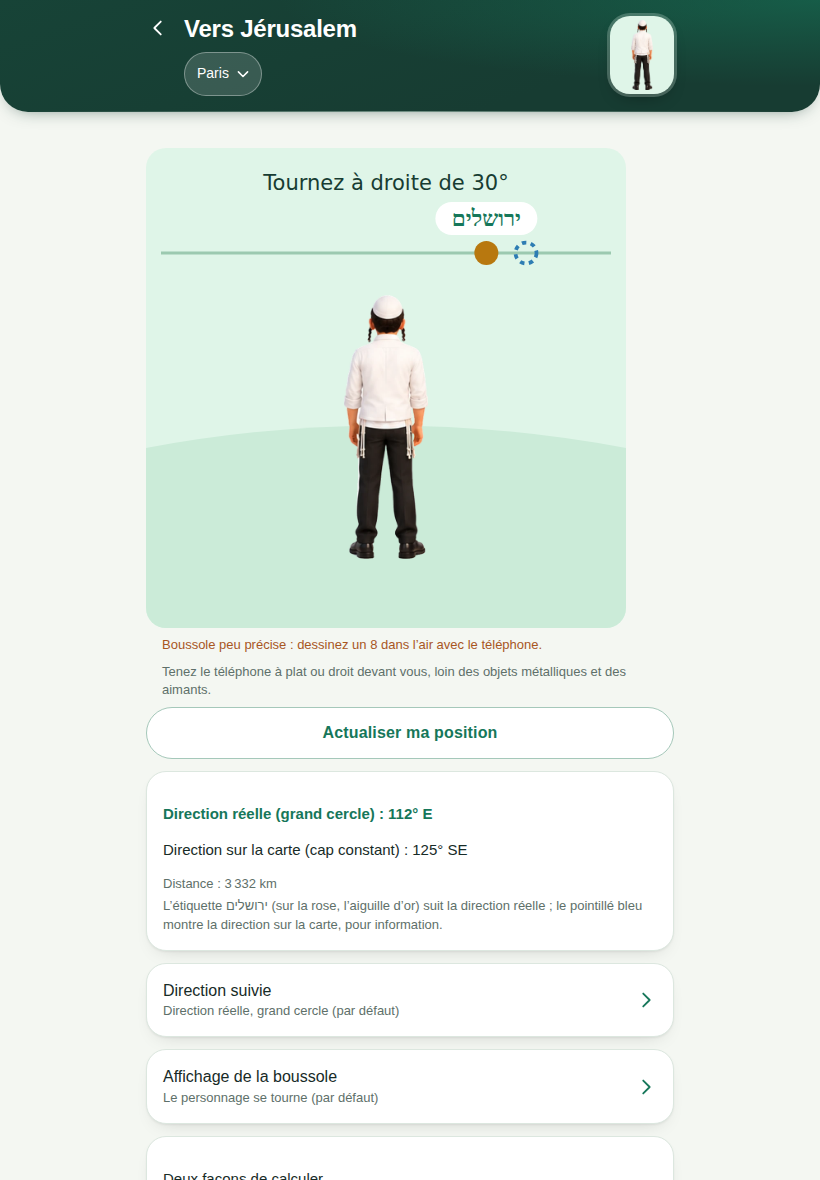 Vers Jérusalem
Paris
Tournez à droite de 30°
ירושלים
Boussole peu précise : dessinez un 8 dans l’air avec le téléphone.
Tenez le téléphone à plat ou droit devant vous, loin des objets métalliques et des
aimants.
Actualiser ma position
Direction réelle (grand cercle) : 112° E
Direction sur la carte (cap constant) : 125° SE
Distance : 3 332 km
L’étiquette ירושלים (sur la rose, l’aiguille d’or) suit la direction réelle ; le pointillé bleu
montre la direction sur la carte, pour information.
Direction suivie
Direction réelle, grand cercle (par défaut)
Affichage de la boussole
Le personnage se tourne (par défaut)
Deux façons de calculer